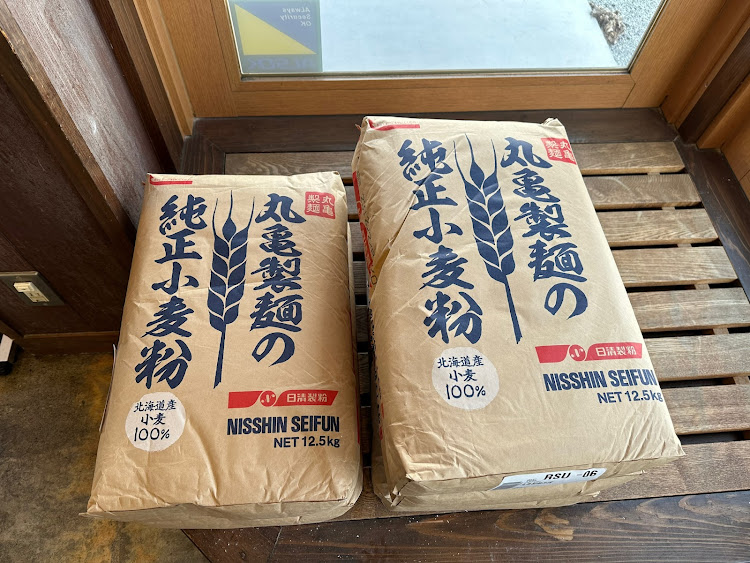 Always
Security
OK
丸亀
製麺
丸亀製麺の
純正小麦粉
北海道産
小麦
100%
日清製粉
NISSHIN SEIFUN
NET 12.5kg
丸亀
製麺
丸亀製麺の
純正小麦粉
北海道産
小麦
100%
日清製粉
NISSHIN SEIFUN
NET 12.5kg
RSU -06